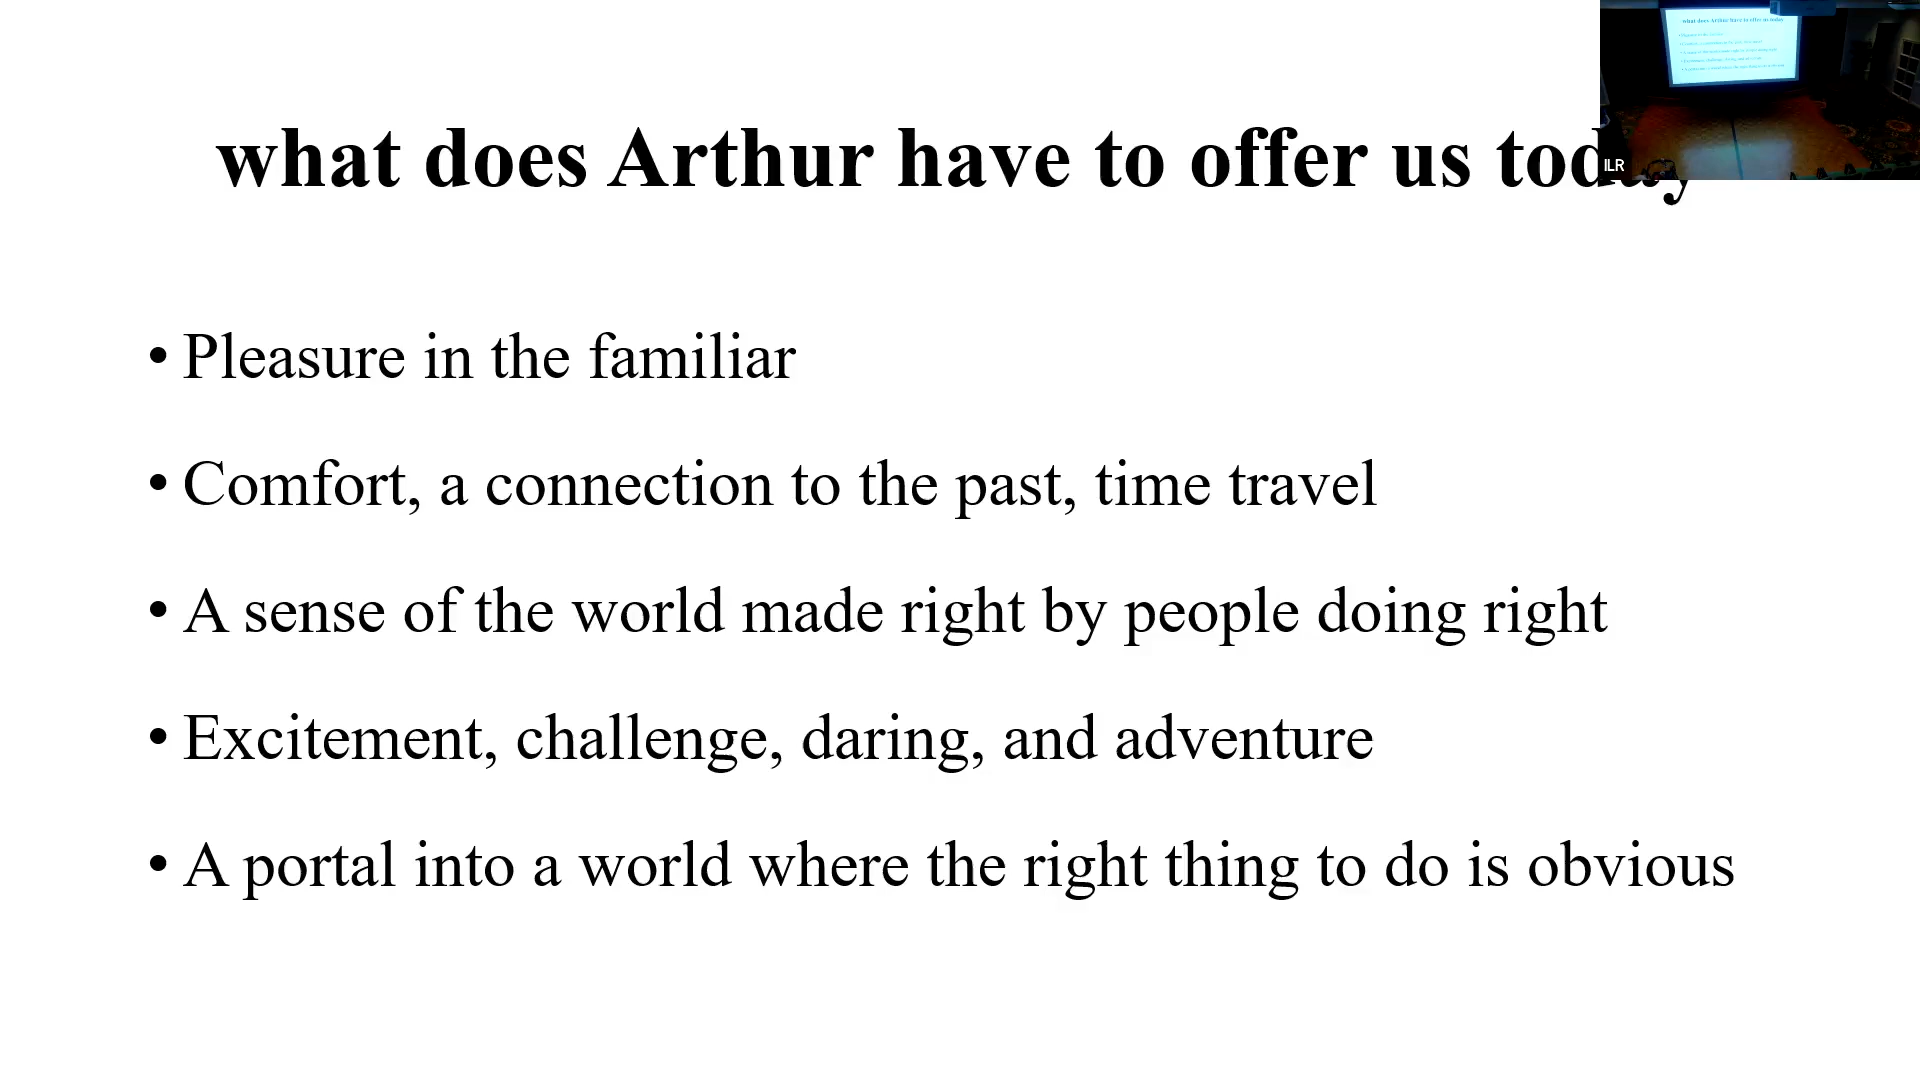 what does Arthur have to offer us today
ILR
• Pleasure in the familiar
• Comfort, a connection to the past, time travel
• A sense of the world made right by people doing right
• Excitement, challenge, daring, and adventure
• A portal into a world where the right thing to do is obvious